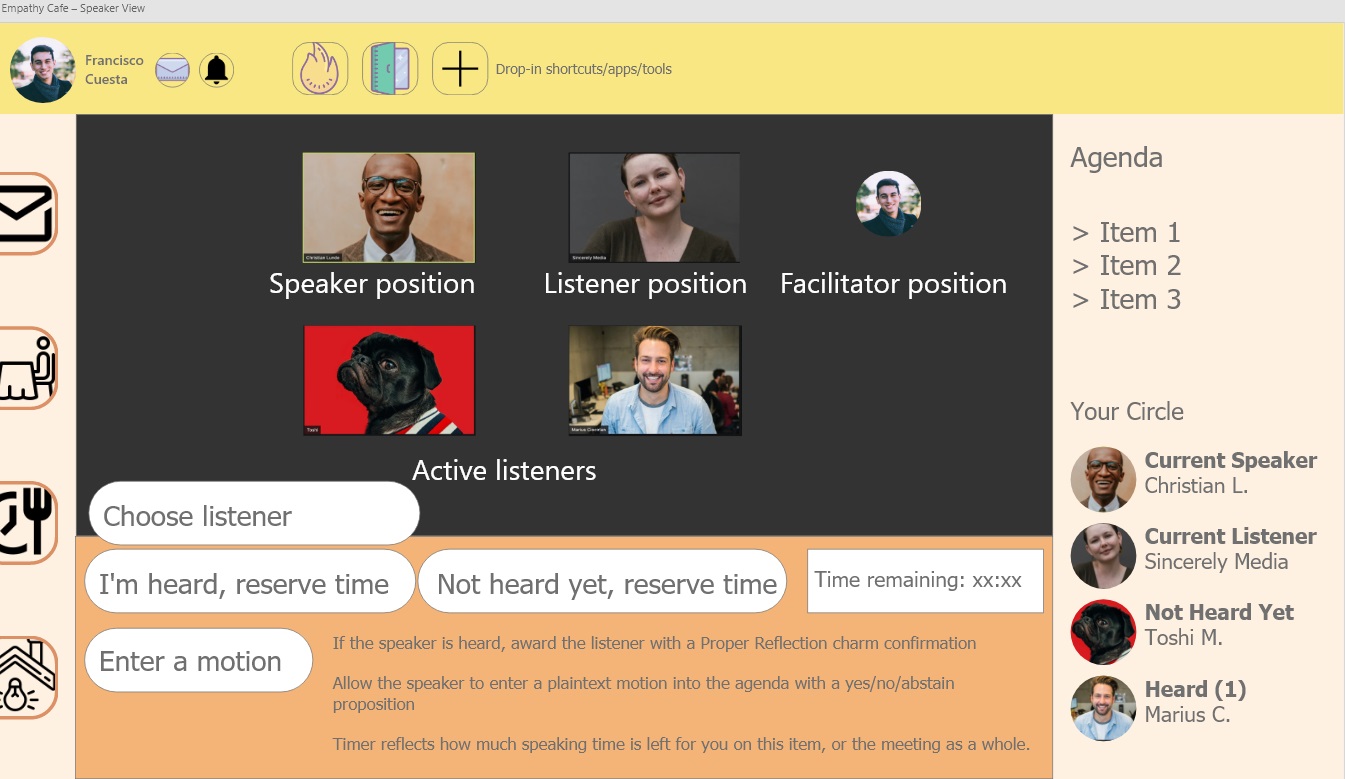 Empathy Cafe – Speaker View
Francisco
Cuesta
Drop-in shortcuts/apps/tools
Christian Lunde
Sincerely Media
Speaker position
Listener position
Facilitator position
Toshi
Active listeners
Choose listener
I'm heard, reserve time
Not heard yet, reserve time
Time remaining: xx:xx
Enter a motion
If the speaker is heard, award the listener with a Proper Reflection charm confirmation
Allow the speaker to enter a plaintext motion into the agenda with a yes/no/abstain
proposition
Timer reflects how much speaking time is left for you on this item, or the meeting as a whole.
Agenda
> Item 1
> Item 2
> Item 3
Your Circle
Current Speaker
Christian L.
Current Listener
Sincerely Media
Not Heard Yet
Toshi M.
Heard (1)
Marius C.